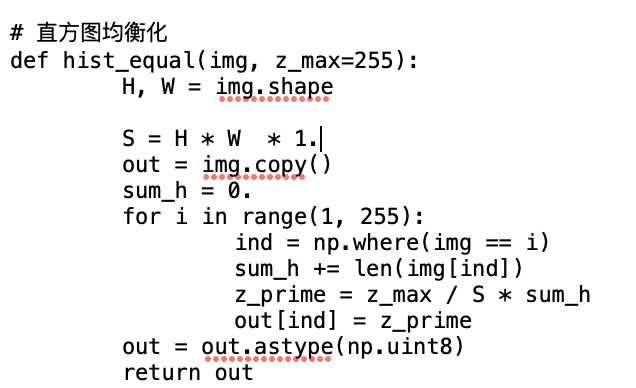 # 直方图均衡化
def hist_equal(img, z_max=255):
        H, W = img.shape

        S = H * W  * 1.
        out = img.copy()
        sum_h = 0.
        for i in range(1, 255):
                ind = np.where(img == i)
                sum_h += len(img[ind])
                z_prime = z_max / S * sum_h
                out[ind] = z_prime
        out = out.astype(np.uint8)
        return out